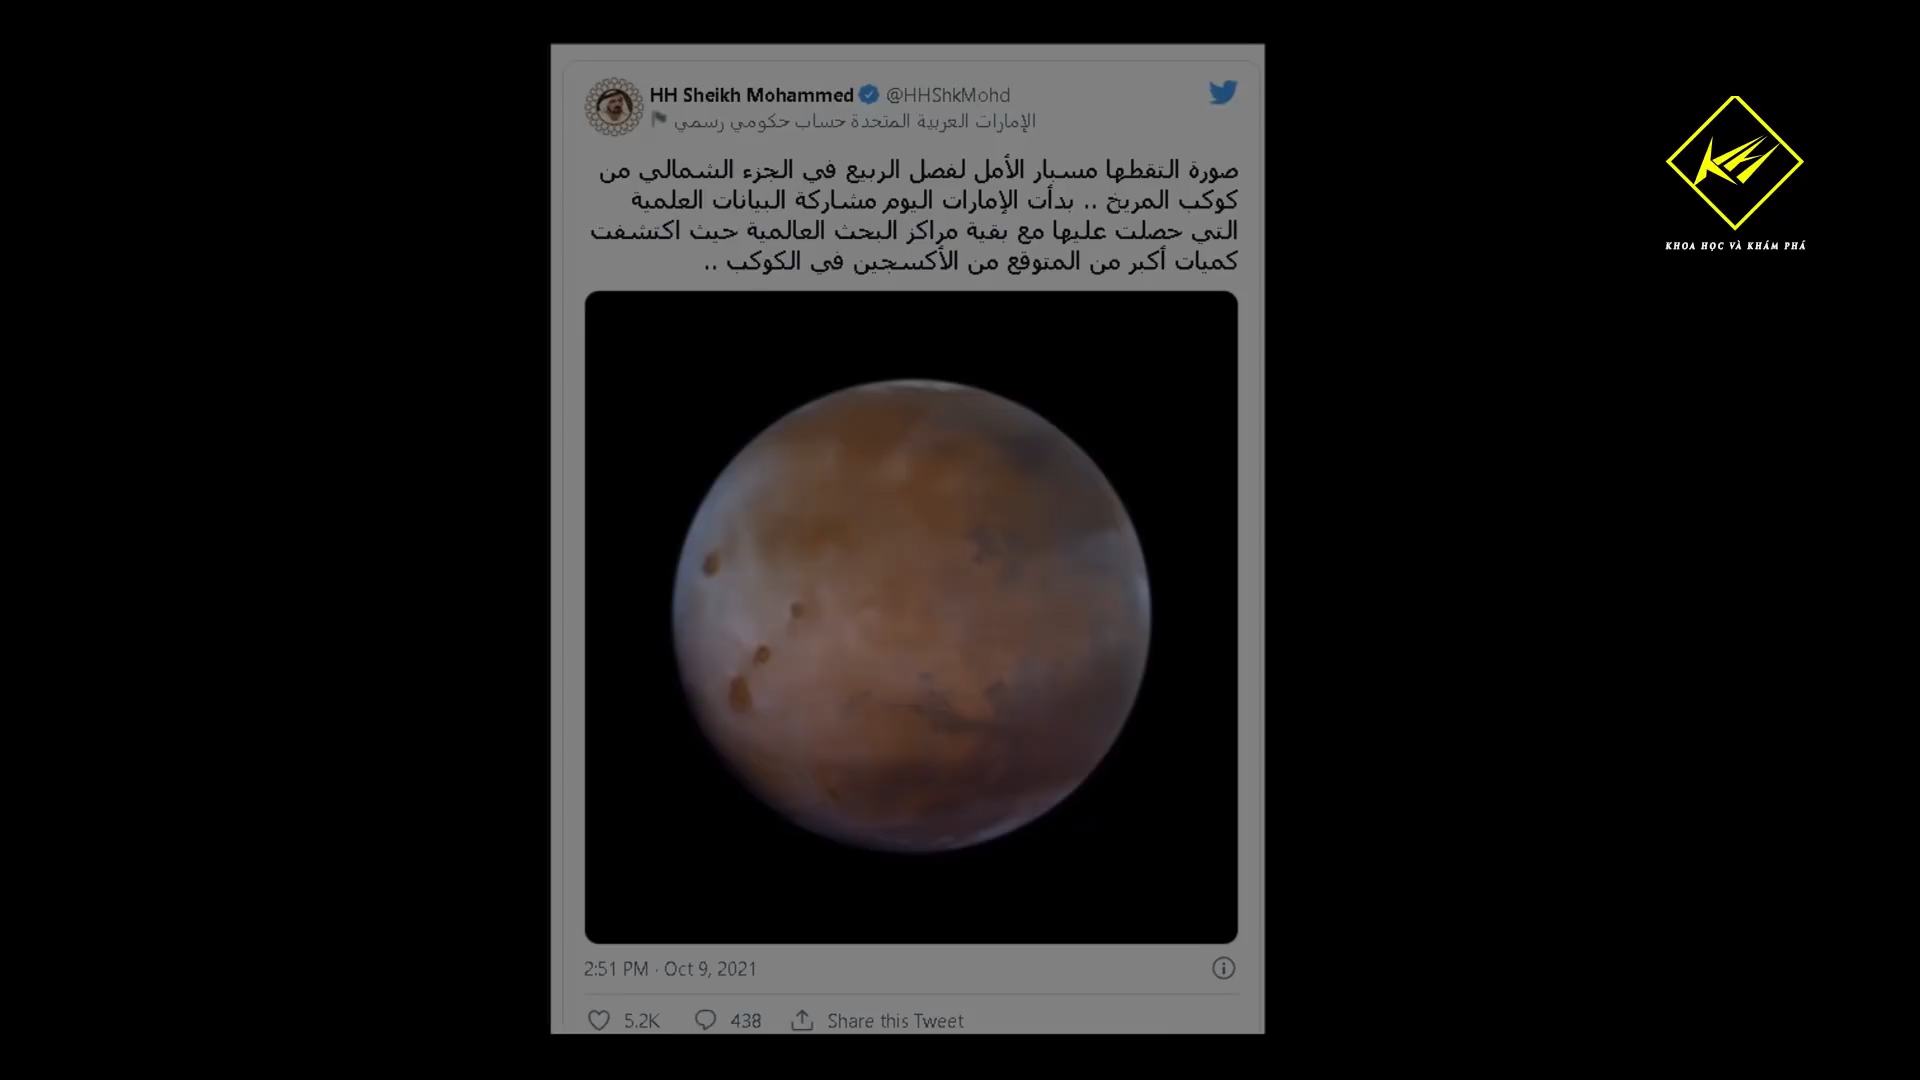 HH Sheikh Mohammed @HHShkMohd
الإمارات العربية المتحدة حساب حكومي رسمي
صورة التقطها مسبار الأمل لفصل الربيع في الجزء الشمالي من
كوكب المريخ .. بدأت الإمارات اليوم مشاركة البيانات العلمية
التي حصلت عليها مع بقية مراكز البحث العالمية حيث اكتشفت
كميات أكبر من المتوقع من الأكسجين في الكوكب ..
2:51 PM · Oct 9, 2021
5.2K 438 Share this Tweet
KHOA HỌC VÀ KHÁM PHÁ